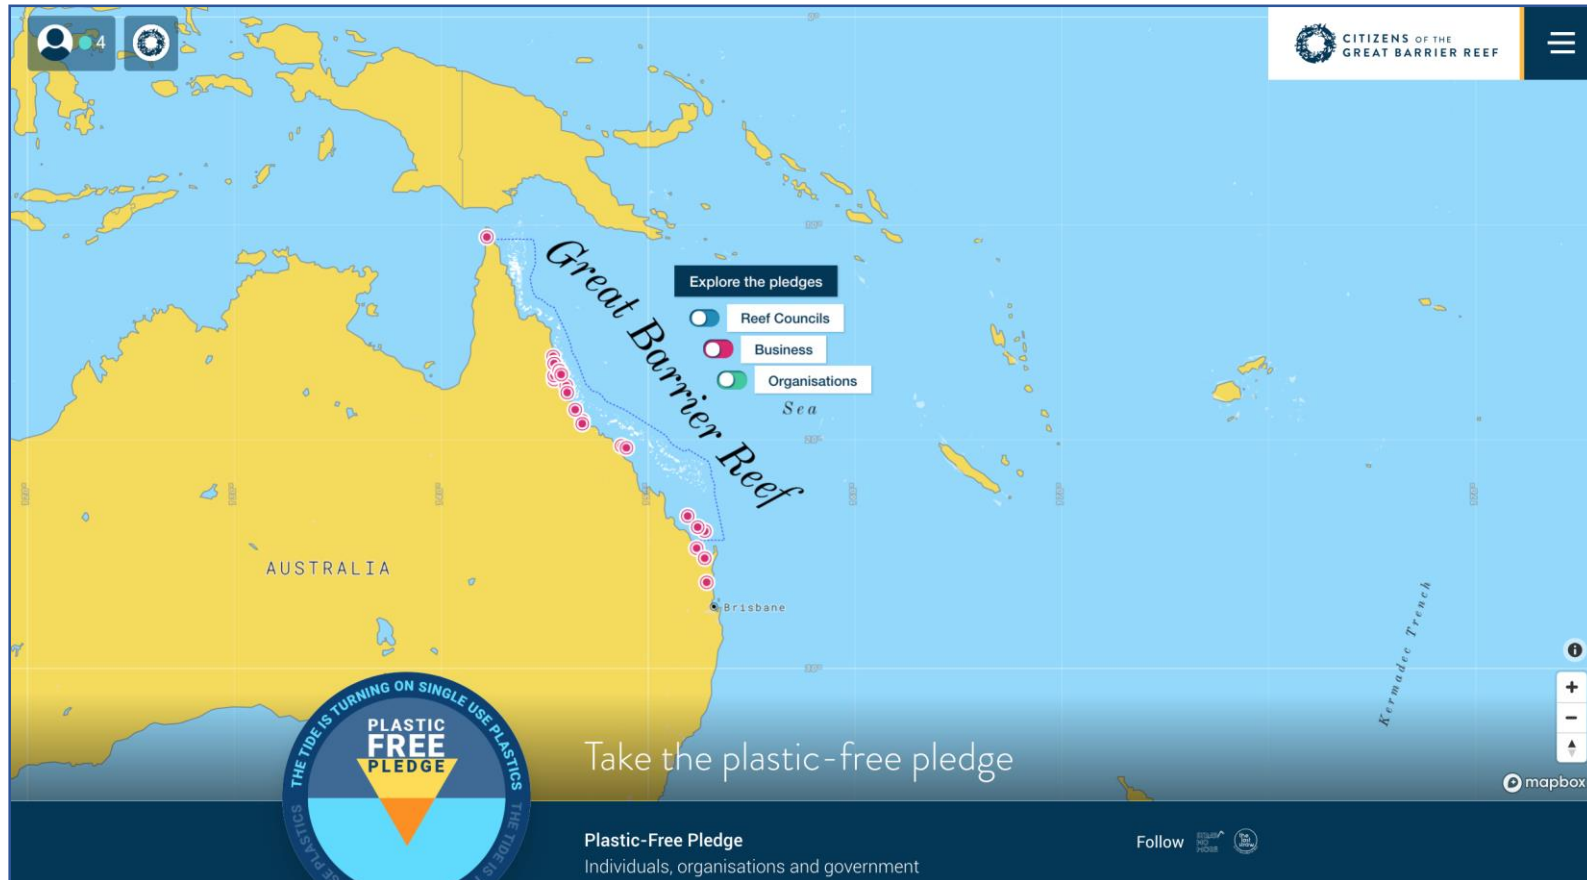 4
CITIZENS OF THE
GREAT BARRIER REEF
Great Barrier Reef
Explore the pledges
Reef Councils
Business
Organisations
Sea
AUSTRALIA
Brisbane
Kermadec Trench
THE TIDE IS TURNING ON SINGLE USE PLASTICS
PLASTIC
FREE
PLEDGE
Take the plastic-free pledge
mapbox
Plastic-Free Pledge
Individuals, organisations and government
Follow